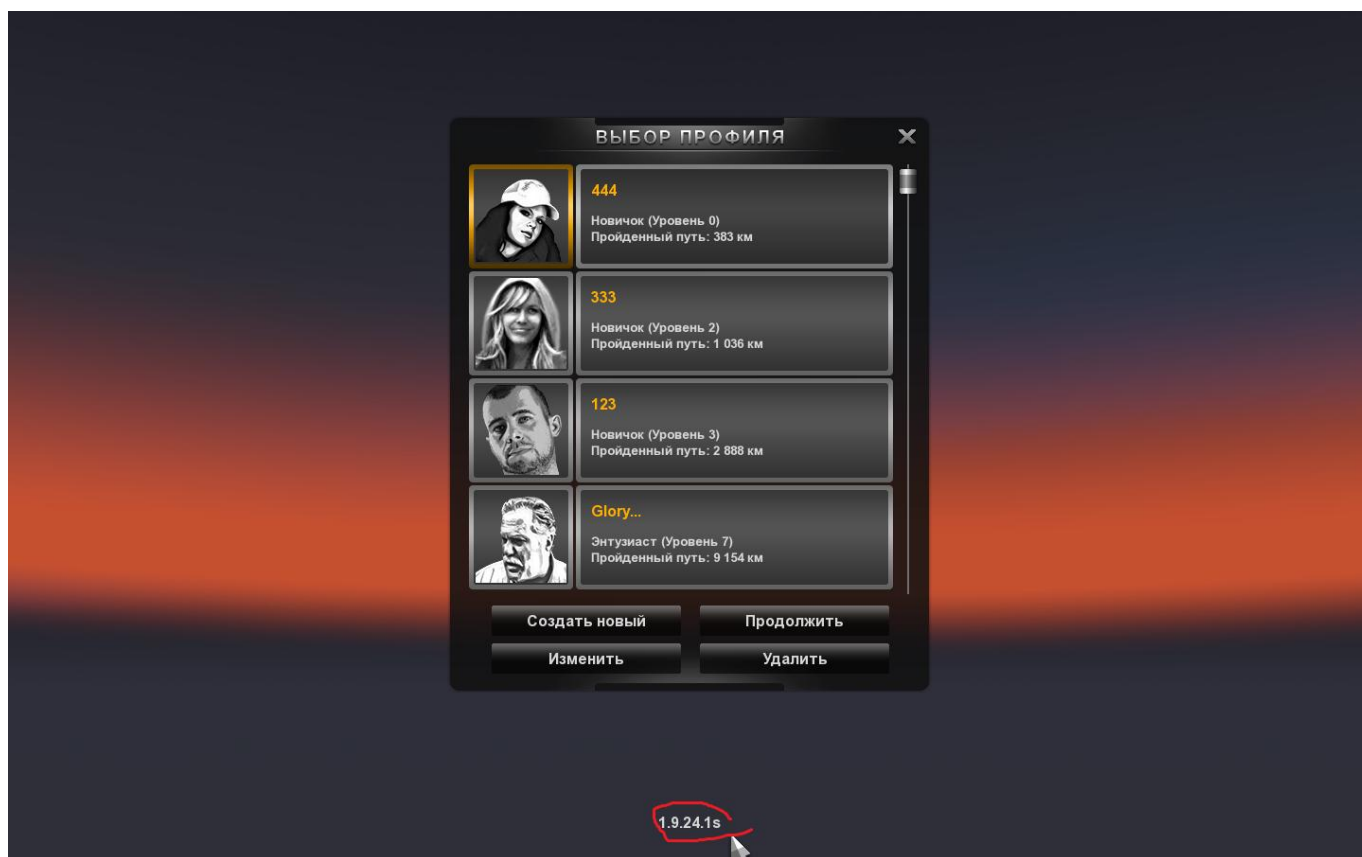 ВЫБОР ПРОФИЛЯ
444
Новичок (Уровень 0)
Пройденный путь: 383 км
333
Новичок (Уровень 2)
Пройденный путь: 1 036 км
123
Новичок (Уровень 3)
Пройденный путь: 2 888 км
Glory...
Энтузиаст (Уровень 7)
Пройденный путь: 9 154 км
Создать новый
Продолжить
Изменить
Удалить
1.9.24.1s